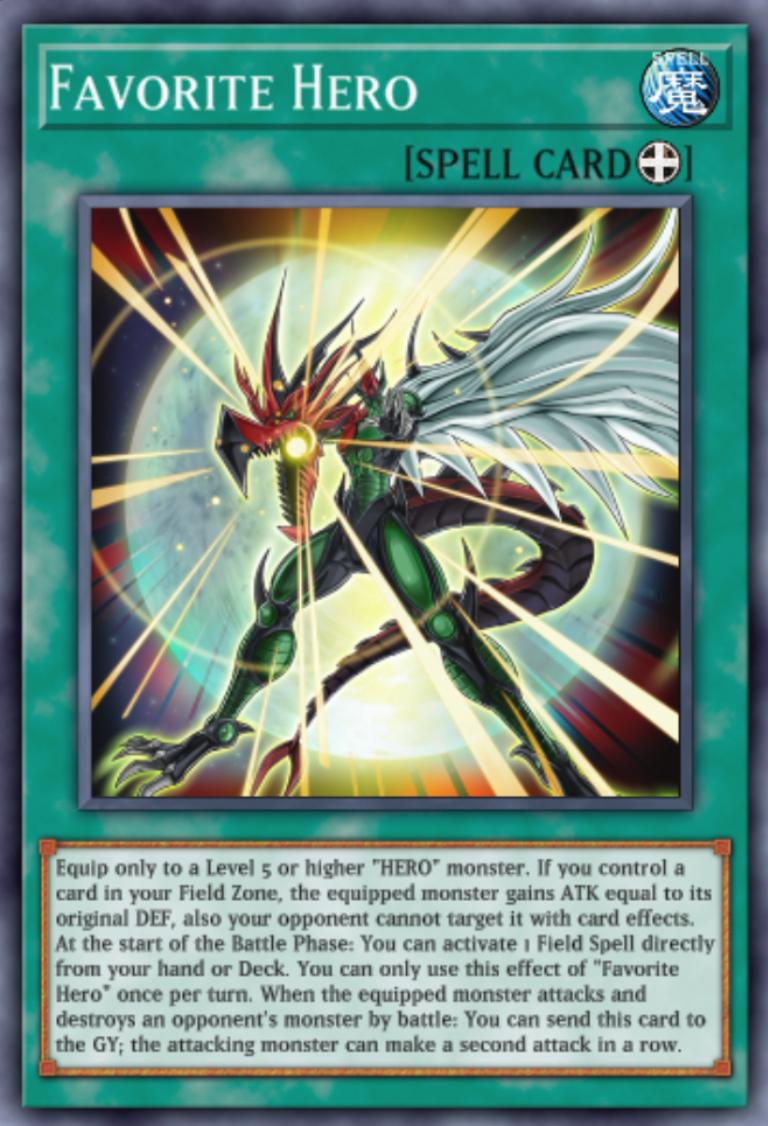 FAVORITE HERO
SPELL
魔
[SPELL CARD]
Equip only to a Level 5 or higher "HERO" monster. If you control a
card in your Field Zone, the equipped monster gains ATK equal to its
original DEF, also your opponent cannot target it with card effects.
At the start of the Battle Phase: You can activate 1 Field Spell directly
from your hand or Deck. You can only use this effect of "Favorite
Hero" once per turn. When the equipped monster attacks and
destroys an opponent's monster by battle: You can send this card to
the GY; the attacking monster can make a second attack in a row.